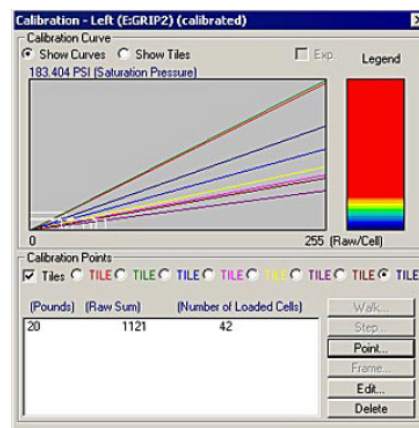 Calibration - Left (E:GRIP2) (calibrated)
Calibration Curve
Show Curves Show Tiles Exp. Legend
183.404 PSI (Saturation Pressure)
0 255 (Raw/Cell)
Calibration Points
Tiles TILE TILE TILE TILE TILE TILE TILE TILE
(Pounds) (Raw Sum) (Number of Loaded Cells)
20 1121 42
Walk...
Step...
Point...
Frame...
Edit...
Delete